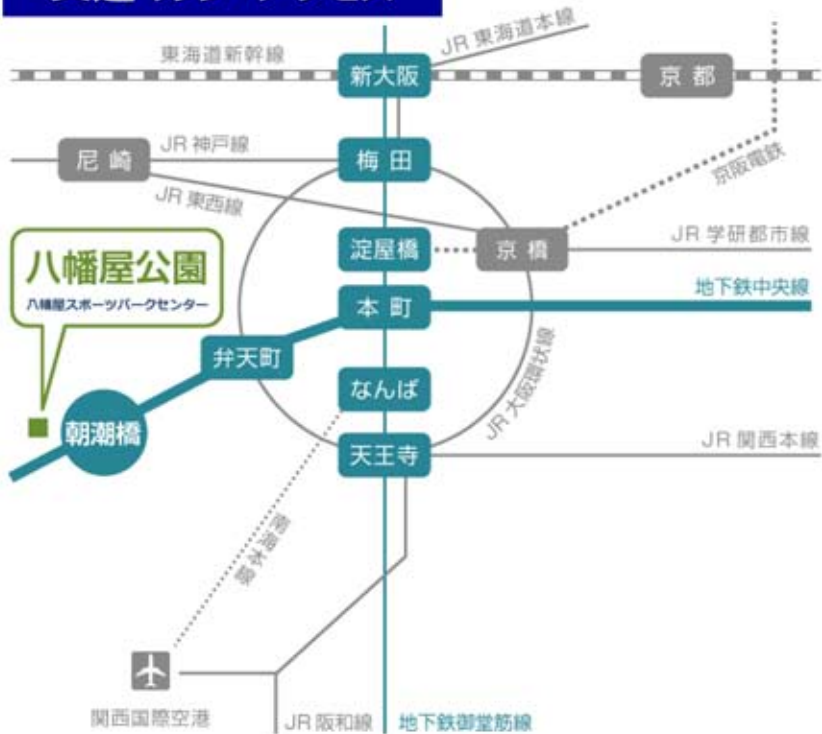 東海道新幹線
JR 東海道本線
新大阪
京都
尼崎
JR 神戸線
梅田
京阪電鉄
JR 東西線
淀屋橋
京橋
JR 学研都市線
八幡屋公園
八幡屋スポーツパークセンター
地下鉄中央線
本町
弁天町
なんば
JR 大阪環状線
朝潮橋
天王寺
JR 関西本線
南海本線
関西国際空港
JR 阪和線
地下鉄御堂筋線